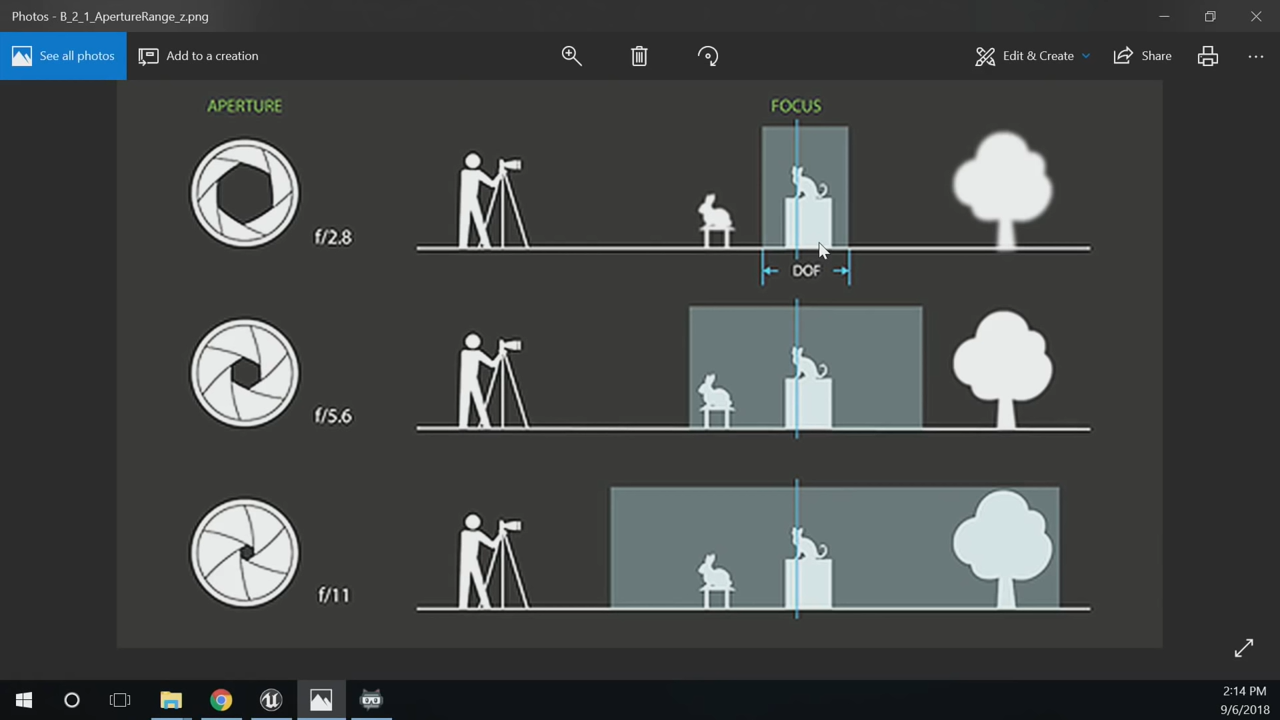 Photos - B_2_1_ApertureRange_z.png
See all photos
Add to a creation
Edit & Create
Share
APERTURE
FOCUS
f/2.8
DOF
f/5.6
f/11
2:14 PM
9/6/2018